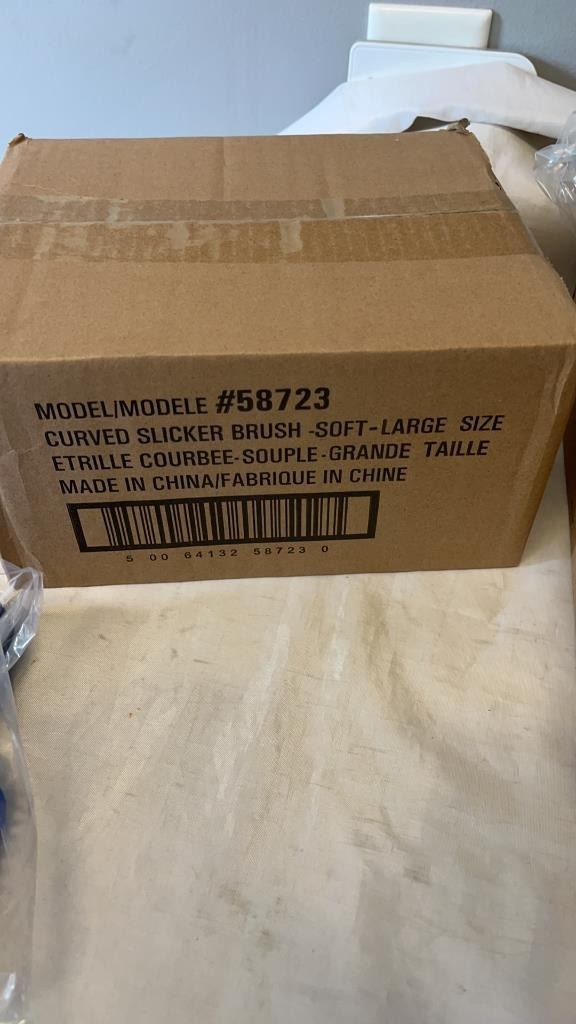 MODEL/MODELE #58723
CURVED SLICKER BRUSH -SOFT-LARGE SIZE
ETRILLE COURBEE-SOUPLE-GRANDE TAILLE
MADE IN CHINA/FABRIQUE IN CHINE
5 00 64132 58723 0